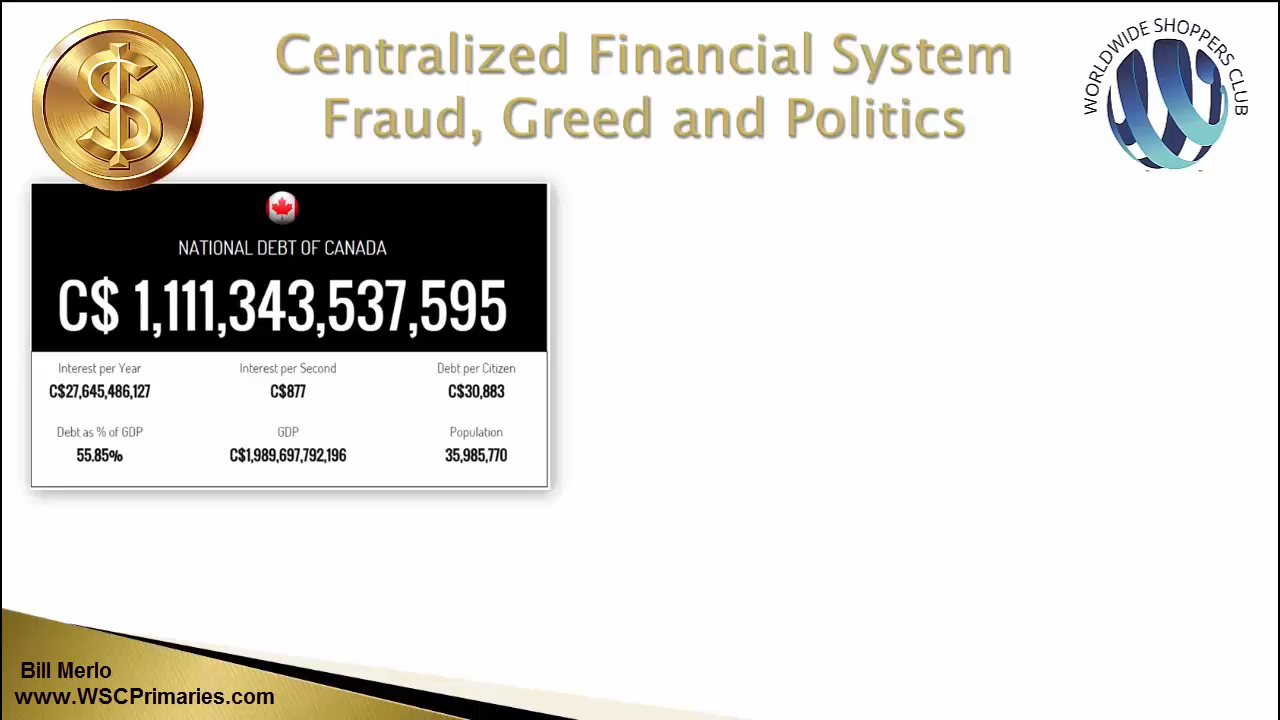 Centralized Financial System
Fraud, Greed and Politics
WORLDWIDE SHOPPERS CLUB
NATIONAL DEBT OF CANADA
C$ 1,111,343,537,595
Interest per Year
Interest per Second
Debt per Citizen
C$27,645,486,127
C$877
C$30,883
Debt as % of GDP
GDP
Population
55.85%
C$1,989,697,792,196
35,985,770
Bill Merlo
www.WSCPrimaries.com